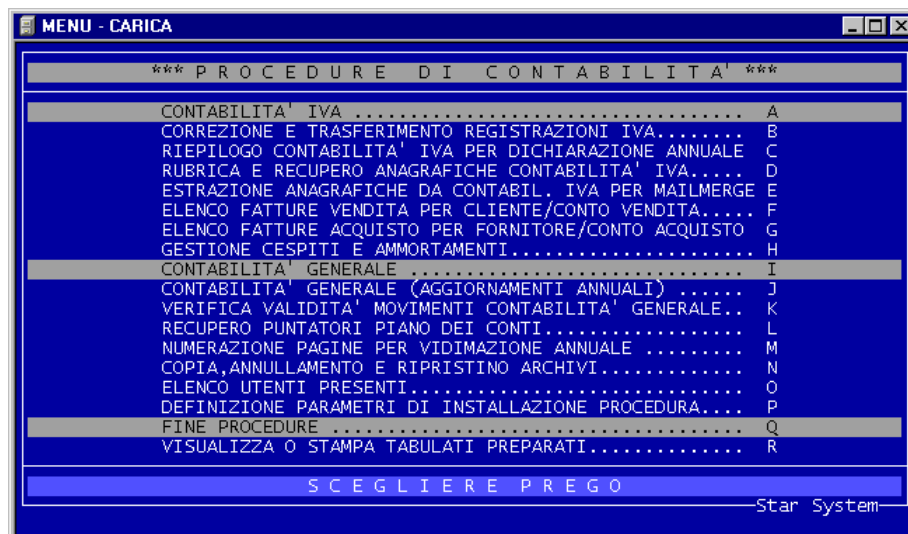 MENU - CARICA
*** P R O C E D U R E   D I   C O N T A B I L I T A' ***
CONTABILITA' IVA .................................... A
CORREZIONE E TRASFERIMENTO REGISTRAZIONI IVA........ B
RIEPILOGO CONTABILITA' IVA PER DICHIARAZIONE ANNUALE C
RUBRICA E RECUPERO ANAGRAFICHE CONTABILITA' IVA..... D
ESTRAZIONE ANAGRAFICHE DA CONTABIL. IVA PER MAILMERGE E
ELENCO FATTURE VENDITA PER CLIENTE/CONTO VENDITA..... F
ELENCO FATTURE ACQUISTO PER FORNITORE/CONTO ACQUISTO G
GESTIONE CESPITI E AMMORTAMENTI...................... H
CONTABILITA' GENERALE ............................... I
CONTABILITA' GENERALE (AGGIORNAMENTI ANNUALI) ...... J
VERIFICA VALIDITA' MOVIMENTI CONTABILITA' GENERALE.. K
RECUPERO PUNTATORI PIANO DEI CONTI................... L
NUMERAZIONE PAGINE PER VIDIMAZIONE ANNUALE ......... M
COPIA,ANNULLAMENTO E RIPRISTINO ARCHIVI............. N
ELENCO UTENTI PRESENTI............................... O
DEFINIZIONE PARAMETRI DI INSTALLAZIONE PROCEDURA.... P
FINE PROCEDURE ...................................... Q
VISUALIZZA O STAMPA TABULATI PREPARATI.............. R
S C E G L I E R E   P R E G O
Star System